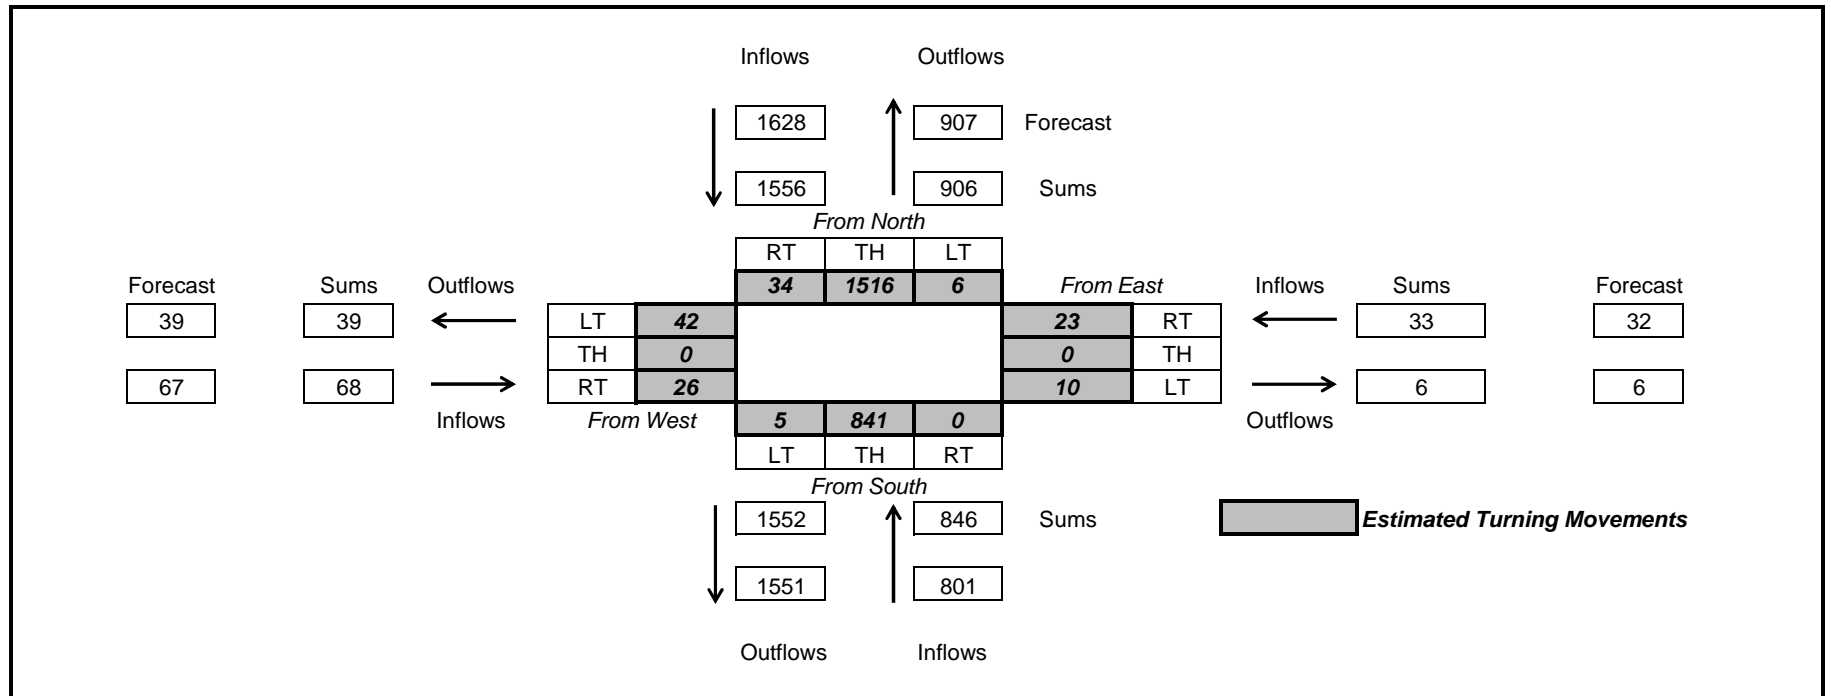 Inflows Outflows
1628 907 Forecast
1556 906 Sums
From North
RT TH LT
Forecast Sums Outflows 34 1516 6 From East Inflows Sums Forecast
39 39 LT 42 23 RT 33 32
TH 0 0 TH
67 68 RT 26 10 LT 6 6
Inflows From West 5 841 0 Outflows
LT TH RT
From South
1552 846 Sums Estimated Turning Movements
1551 801
Outflows Inflows